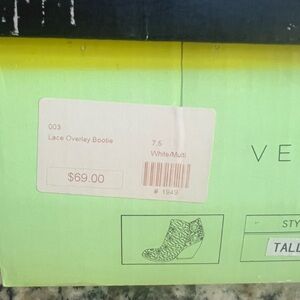 003
Lace Overlay Bootie
7.5
White/Multi
$69.00
# 1949
VE
STY
TALL